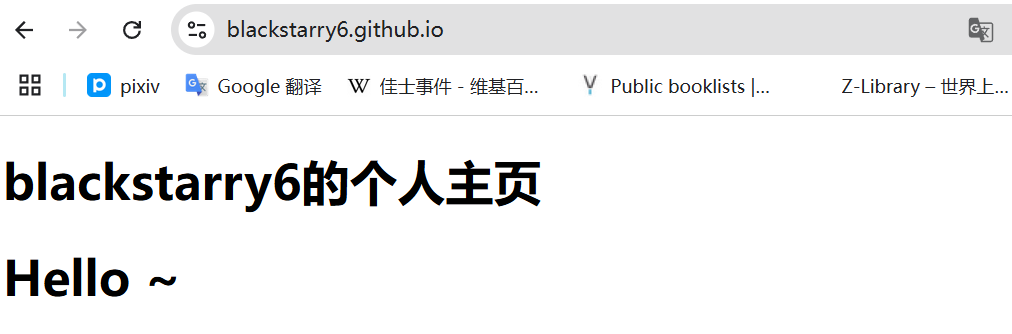 blackstarry6.github.io
pixiv Google 翻译 佳士事件 - 维基百... Public booklists |... Z-Library – 世界上...
blackstarry6的个人主页
Hello ~